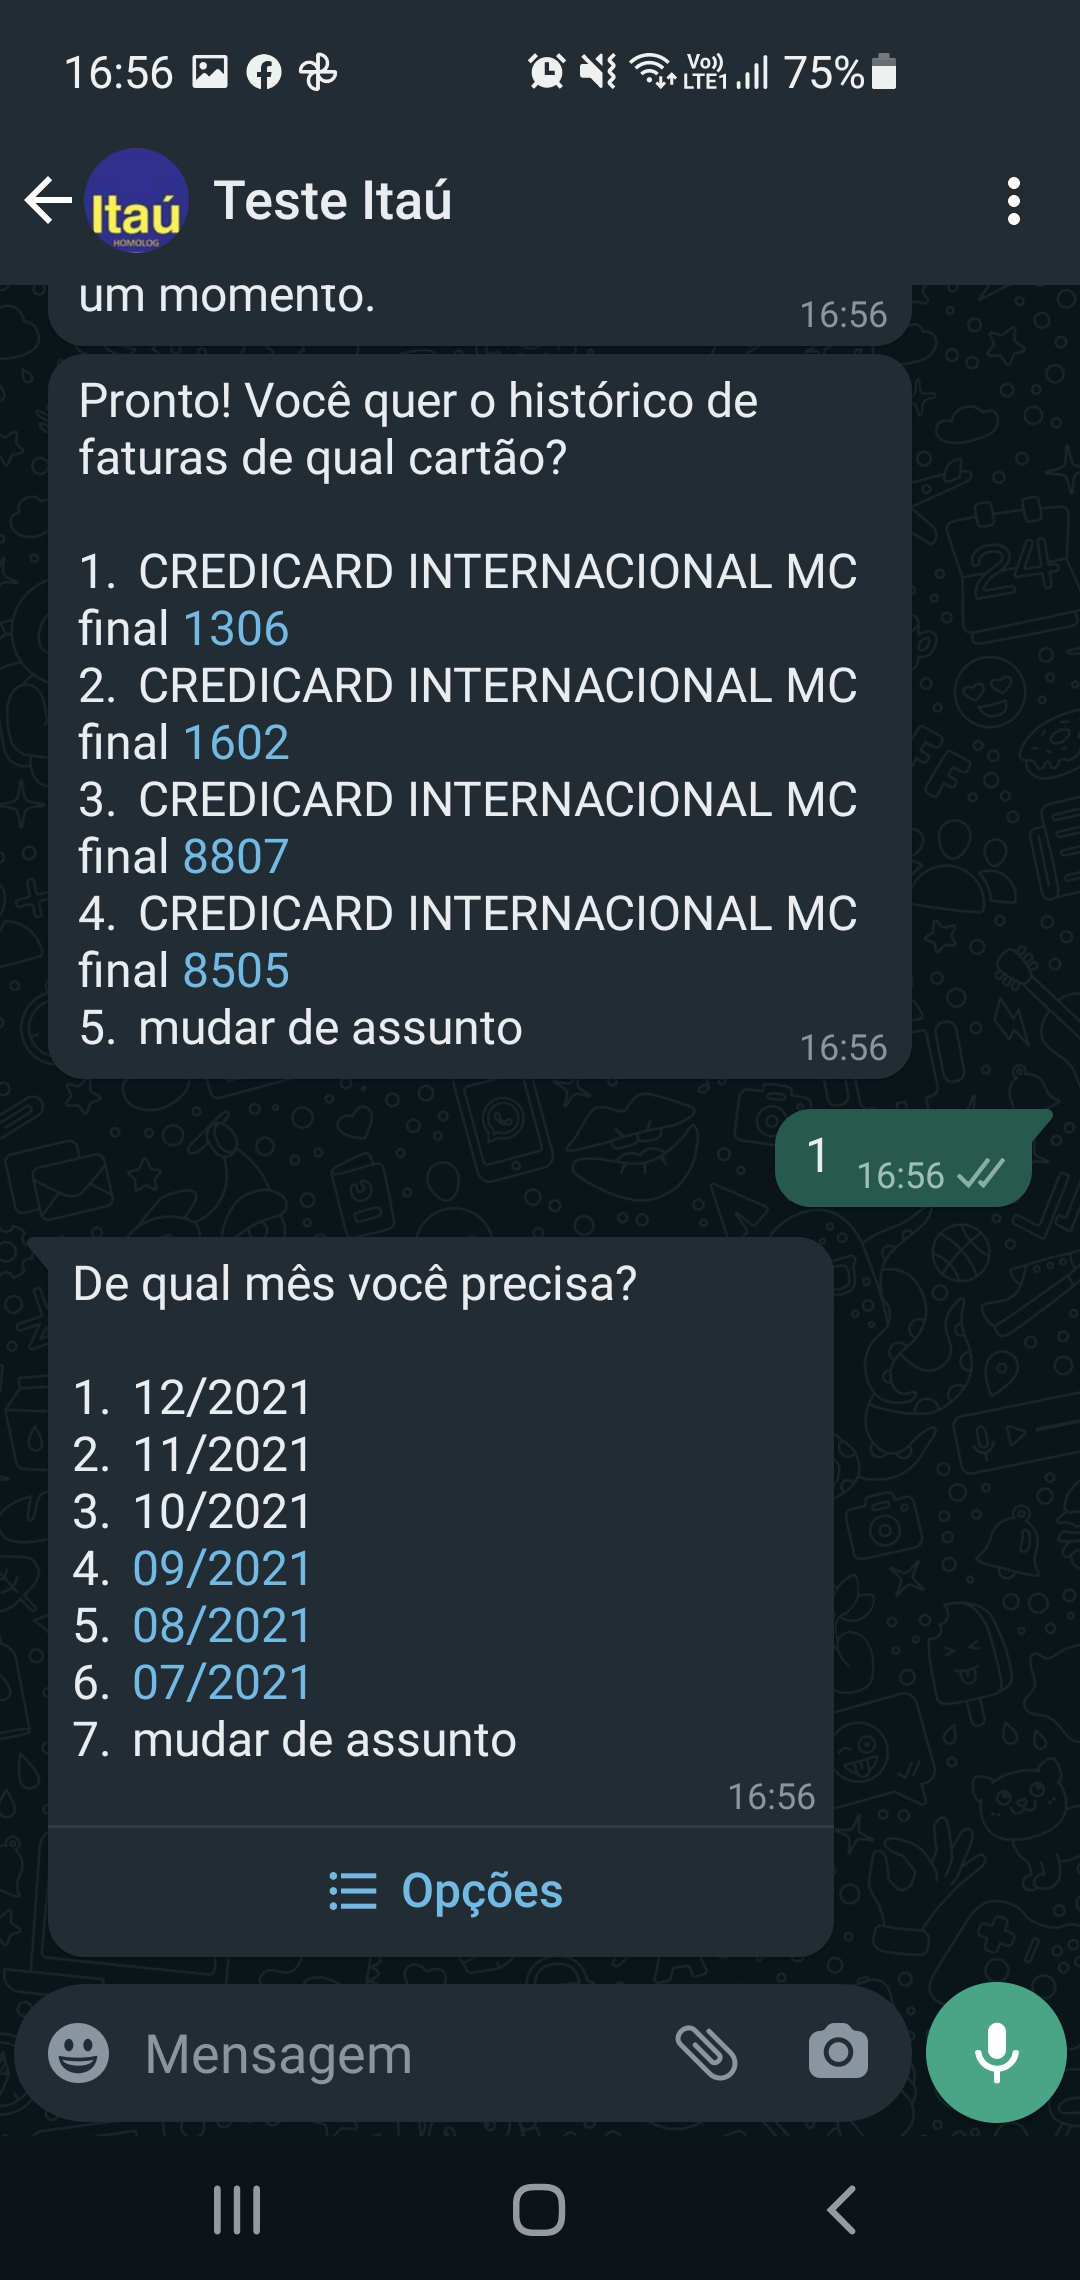 16:56
Vo))
LTE1
75%
Itaú
HOMOLOG
Teste Itaú
um momento.
16:56
Pronto! Você quer o histórico de
faturas de qual cartão?
1. CREDICARD INTERNACIONAL MC
final 1306
2. CREDICARD INTERNACIONAL MC
final 1602
3. CREDICARD INTERNACIONAL MC
final 8807
4. CREDICARD INTERNACIONAL MC
final 8505
5. mudar de assunto
16:56
1
16:56
De qual mês você precisa?
1. 12/2021
2. 11/2021
3. 10/2021
4. 09/2021
5. 08/2021
6. 07/2021
7. mudar de assunto
16:56
Opções
Mensagem